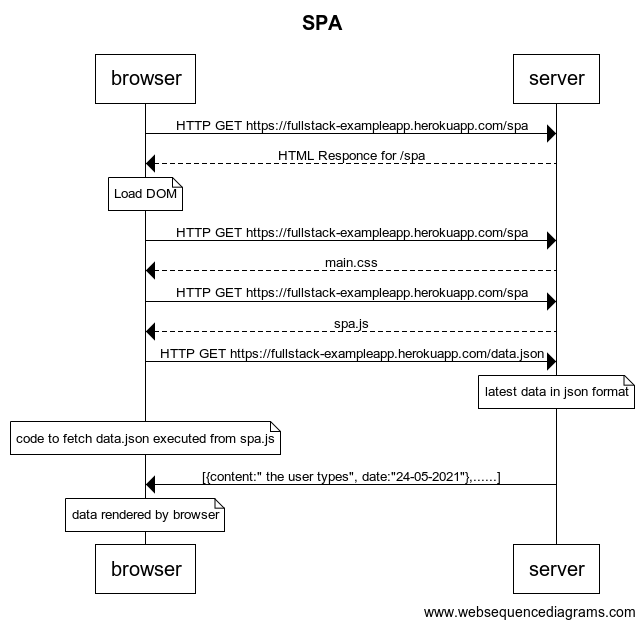 SPA
browser
server
HTTP GET https://fullstack-exampleapp.herokuapp.com/spa
HTML Responce for /spa
Load DOM
HTTP GET https://fullstack-exampleapp.herokuapp.com/spa
main.css
HTTP GET https://fullstack-exampleapp.herokuapp.com/spa
spa.js
HTTP GET https://fullstack-exampleapp.herokuapp.com/data.json
latest data in json format
code to fetch data.json executed from spa.js
[{content:" the user types", date:"24-05-2021"},......]
data rendered by browser
browser
server
www.websequencediagrams.com